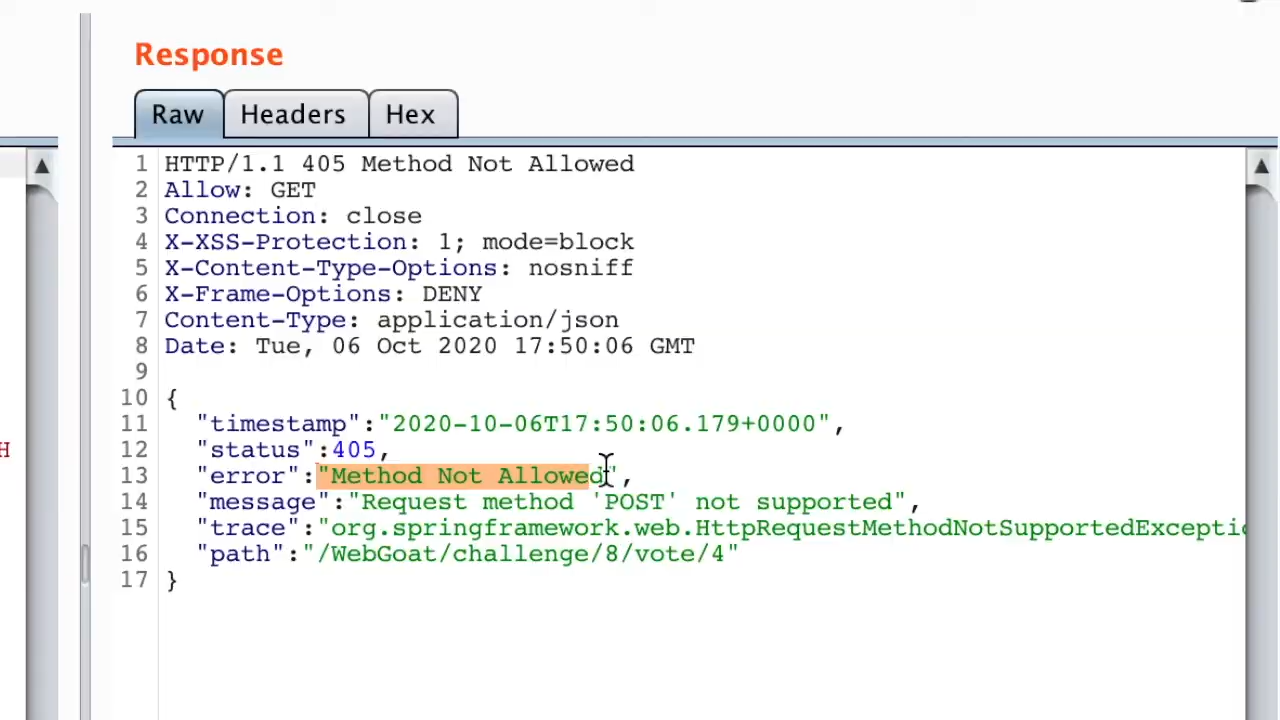 Response
Raw Headers Hex
1 HTTP/1.1 405 Method Not Allowed
2 Allow: GET
3 Connection: close
4 X-XSS-Protection: 1; mode=block
5 X-Content-Type-Options: nosniff
6 X-Frame-Options: DENY
7 Content-Type: application/json
8 Date: Tue, 06 Oct 2020 17:50:06 GMT
9
10 {
11 "timestamp":"2020-10-06T17:50:06.179+0000",
H
12 "status":405,
13 "error":"Method Not Allowed",
14 "message":"Request method 'POST' not supported",
15 "trace":"org.springframework.web.HttpRequestMethodNotSupportedExceptio
16 "path":"/WebGoat/challenge/8/vote/4"
17 }